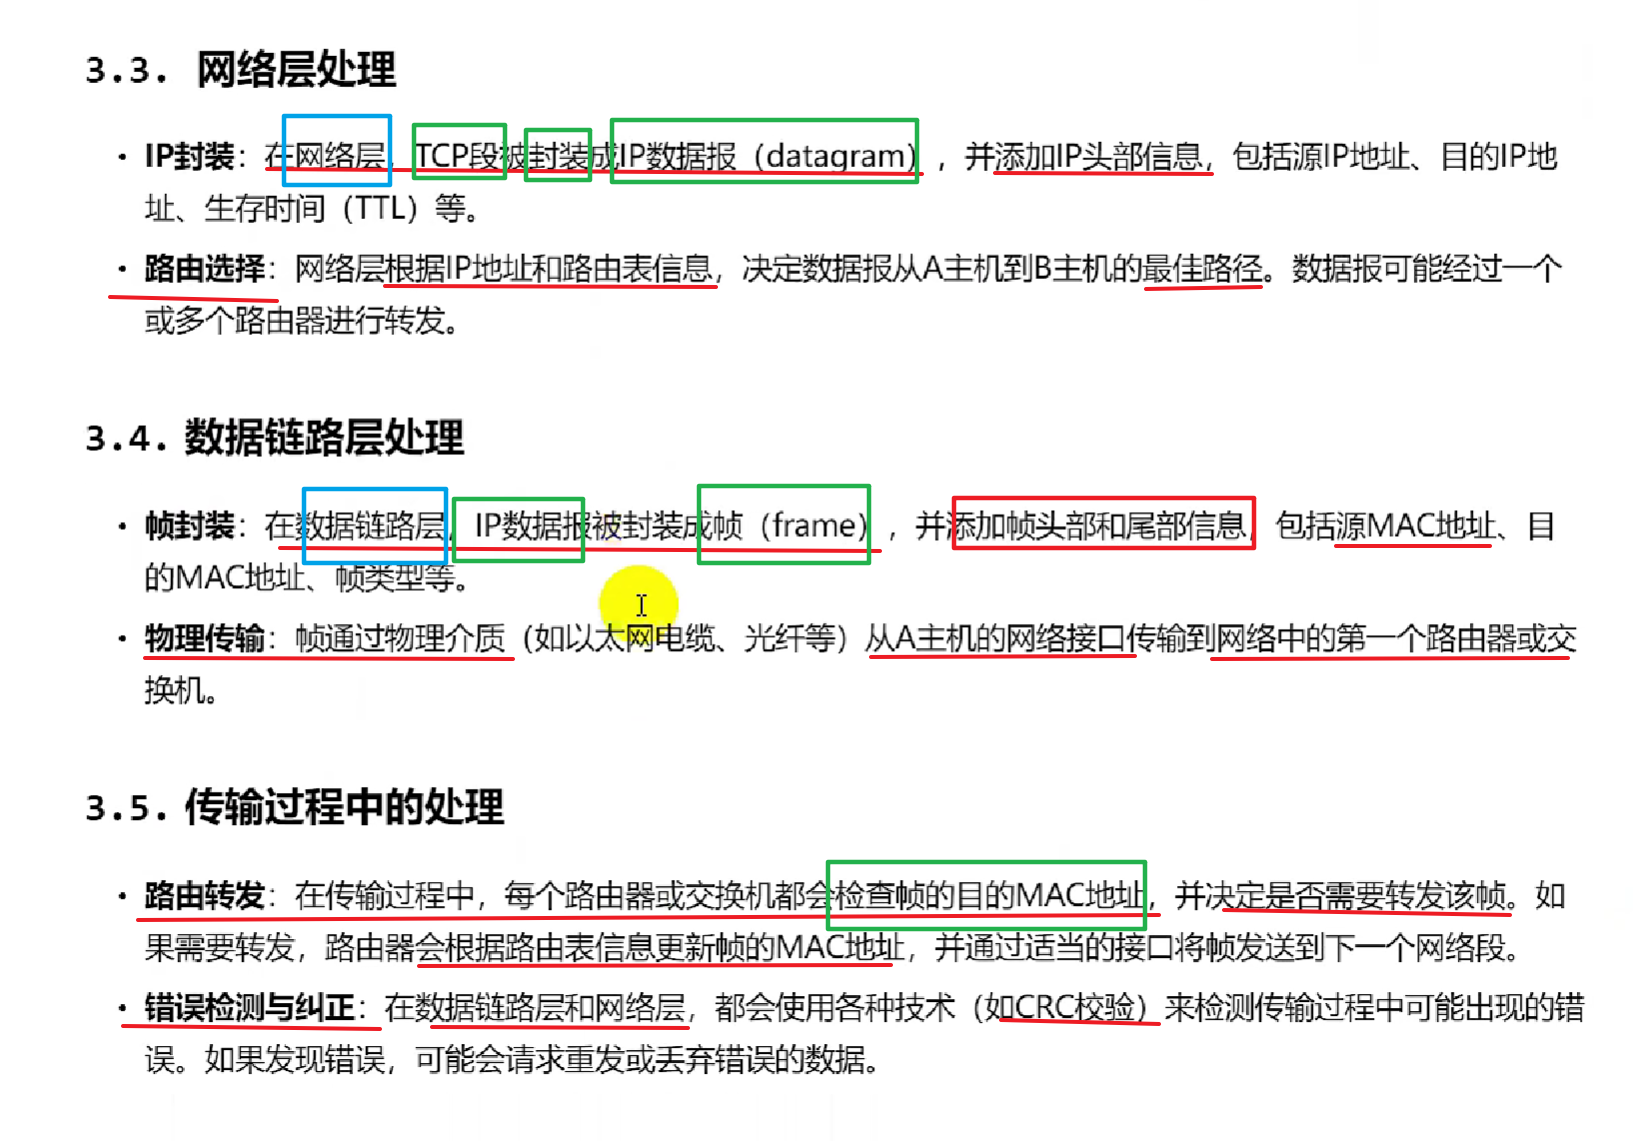 3.3. 网络层处理
• IP封装：在网络层，TCP段被封装成IP数据报（datagram），并添加IP头部信息，包括源IP地址、目的IP地
址、生存时间（TTL）等。
• 路由选择：网络层根据IP地址和路由表信息，决定数据报从A主机到B主机的最佳路径。数据报可能经过一个
或多个路由器进行转发。
3.4. 数据链路层处理
• 帧封装：在数据链路层，IP数据报被封装成帧（frame），并添加帧头部和尾部信息，包括源MAC地址、目
的MAC地址、帧类型等。
• 物理传输：帧通过物理介质（如以太网电缆、光纤等）从A主机的网络接口传输到网络中的第一个路由器或交
换机。
3.5. 传输过程中的处理
• 路由转发：在传输过程中，每个路由器或交换机都会检查帧的目的MAC地址，并决定是否需要转发该帧。如
果需要转发，路由器会根据路由表信息更新帧的MAC地址，并通过适当的接口将帧发送到下一个网络段。
• 错误检测与纠正：在数据链路层和网络层，都会使用各种技术（如CRC校验）来检测传输过程中可能出现的错
误。如果发现错误，可能会请求重发或丢弃错误的数据。